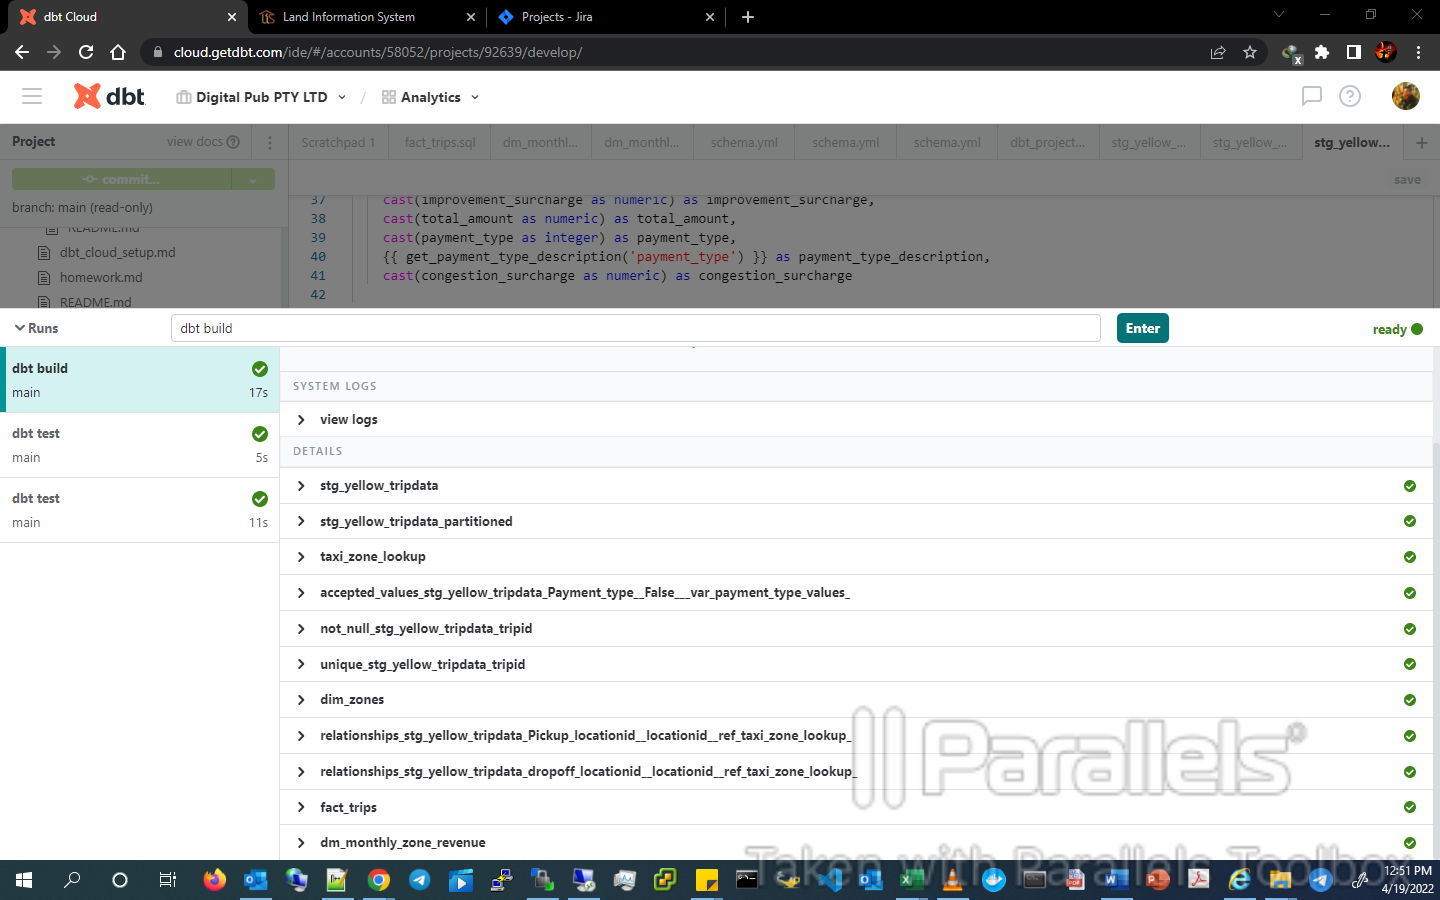 dbt Cloud
Land Information System
Projects - Jira
cloud.getdbt.com/ide/#/accounts/58052/projects/92639/develop/
dbt
Digital Pub PTY LTD
/
Analytics
Project
view docs
Scratchpad 1
fact_trips.sql
dm_monthl...
dm_monthl...
schema.yml
schema.yml
schema.yml
dbt_project...
stg_yellow_...
stg_yellow_...
stg_yellow...
commit...
save
branch: main (read-only)
README.md
dbt_cloud_setup.md
homework.md
README.md
37 cast(improvement_surcharge as numeric) as improvement_surcharge,
38 cast(total_amount as numeric) as total_amount,
39 cast(payment_type as integer) as payment_type,
40 {{ get_payment_type_description('payment_type') }} as payment_type_description,
41 cast(congestion_surcharge as numeric) as congestion_surcharge
42
Runs
dbt build
Enter
ready
dbt build
main 17s
dbt test
main 5s
dbt test
main 11s
SYSTEM LOGS
view logs
DETAILS
stg_yellow_tripdata
stg_yellow_tripdata_partitioned
taxi_zone_lookup
accepted_values_stg_yellow_tripdata_Payment_type__False___var_payment_type_values_
not_null_stg_yellow_tripdata_tripid
unique_stg_yellow_tripdata_tripid
dim_zones
relationships_stg_yellow_tripdata_Pickup_locationid__locationid__ref_taxi_zone_lookup_
relationships_stg_yellow_tripdata_dropoff_locationid__locationid__ref_taxi_zone_lookup_
fact_trips
dm_monthly_zone_revenue
Parallels®
Taken with Parallels Toolbox
12:51 PM
4/19/2022